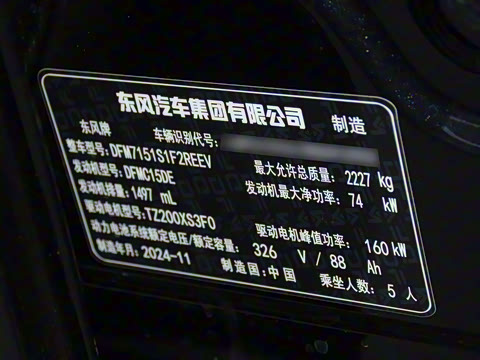 东风汽车集团有限公司 制造
东风牌 车辆识别代号:
整车型号: DFM7151S1F2REEV 最大允许总质量: 2227 kg
发动机型号: DFMC15DE 发动机最大净功率: 74 kW
发动机排量: 1497 mL
驱动电机型号: TZ200XS3F0 驱动电机峰值功率: 160 kW
动力电池系统额定电压/额定容量: 326 V / 88 Ah
制造年月: 2024-11 制造国: 中国 乘坐人数: 5 人